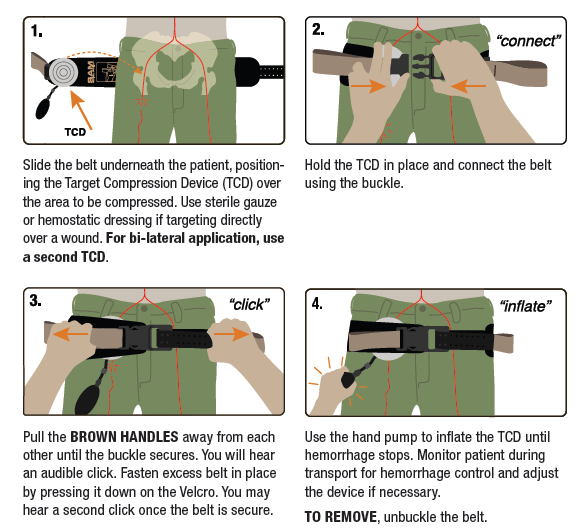 1.
SAM
TCD
Slide the belt underneath the patient, position-
ing the Target Compression Device (TCD) over
the area to be compressed. Use sterile gauze
or hemostatic dressing if targeting directly
over a wound. For bi-lateral application, use
a second TCD.
2.
“connect”
Hold the TCD in place and connect the belt
using the buckle.
3.
“click”
Pull the BROWN HANDLES away from each
other until the buckle secures. You will hear
an audible click. Fasten excess belt in place
by pressing it down on the Velcro. You may
hear a second click once the belt is secure.
4.
“inflate”
Use the hand pump to inflate the TCD until
hemorrhage stops. Monitor patient during
transport for hemorrhage control and adjust
the device if necessary.
TO REMOVE, unbuckle the belt.